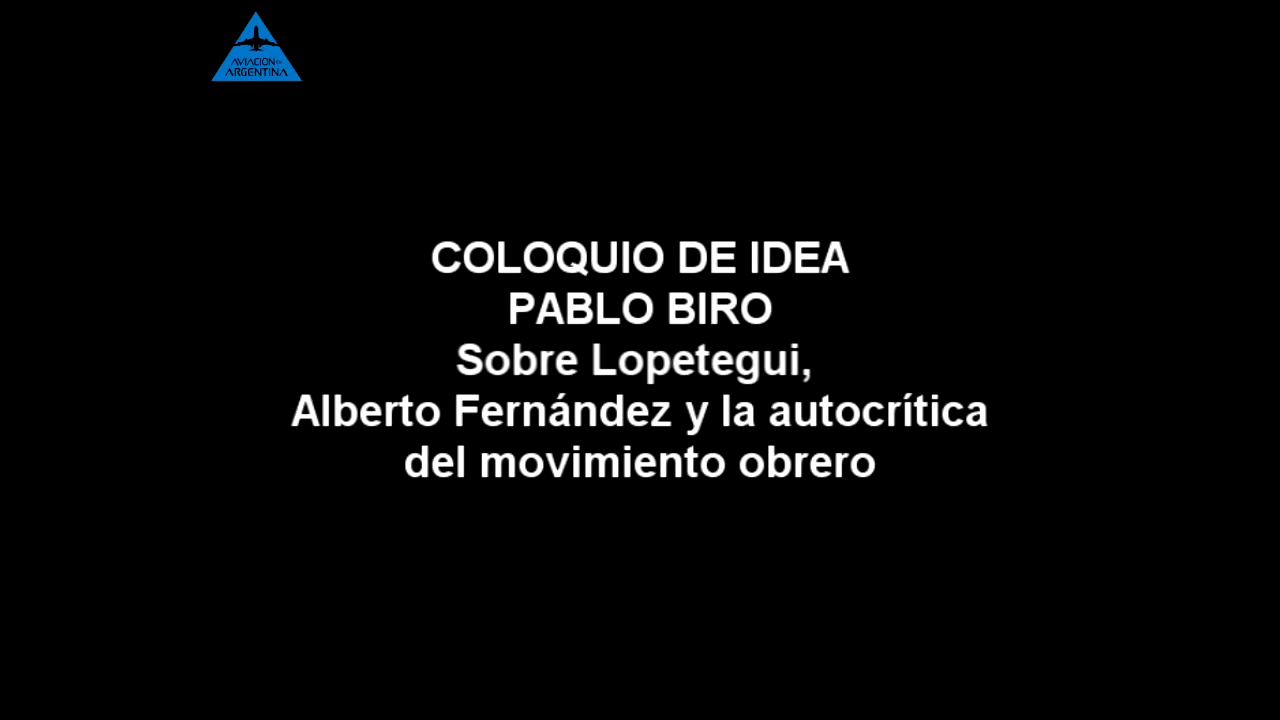 AVIACION EN
ARGENTINA
COLOQUIO DE IDEA
PABLO BIRO
Sobre Lopetegui,
Alberto Fernández y la autocrítica
del movimiento obrero